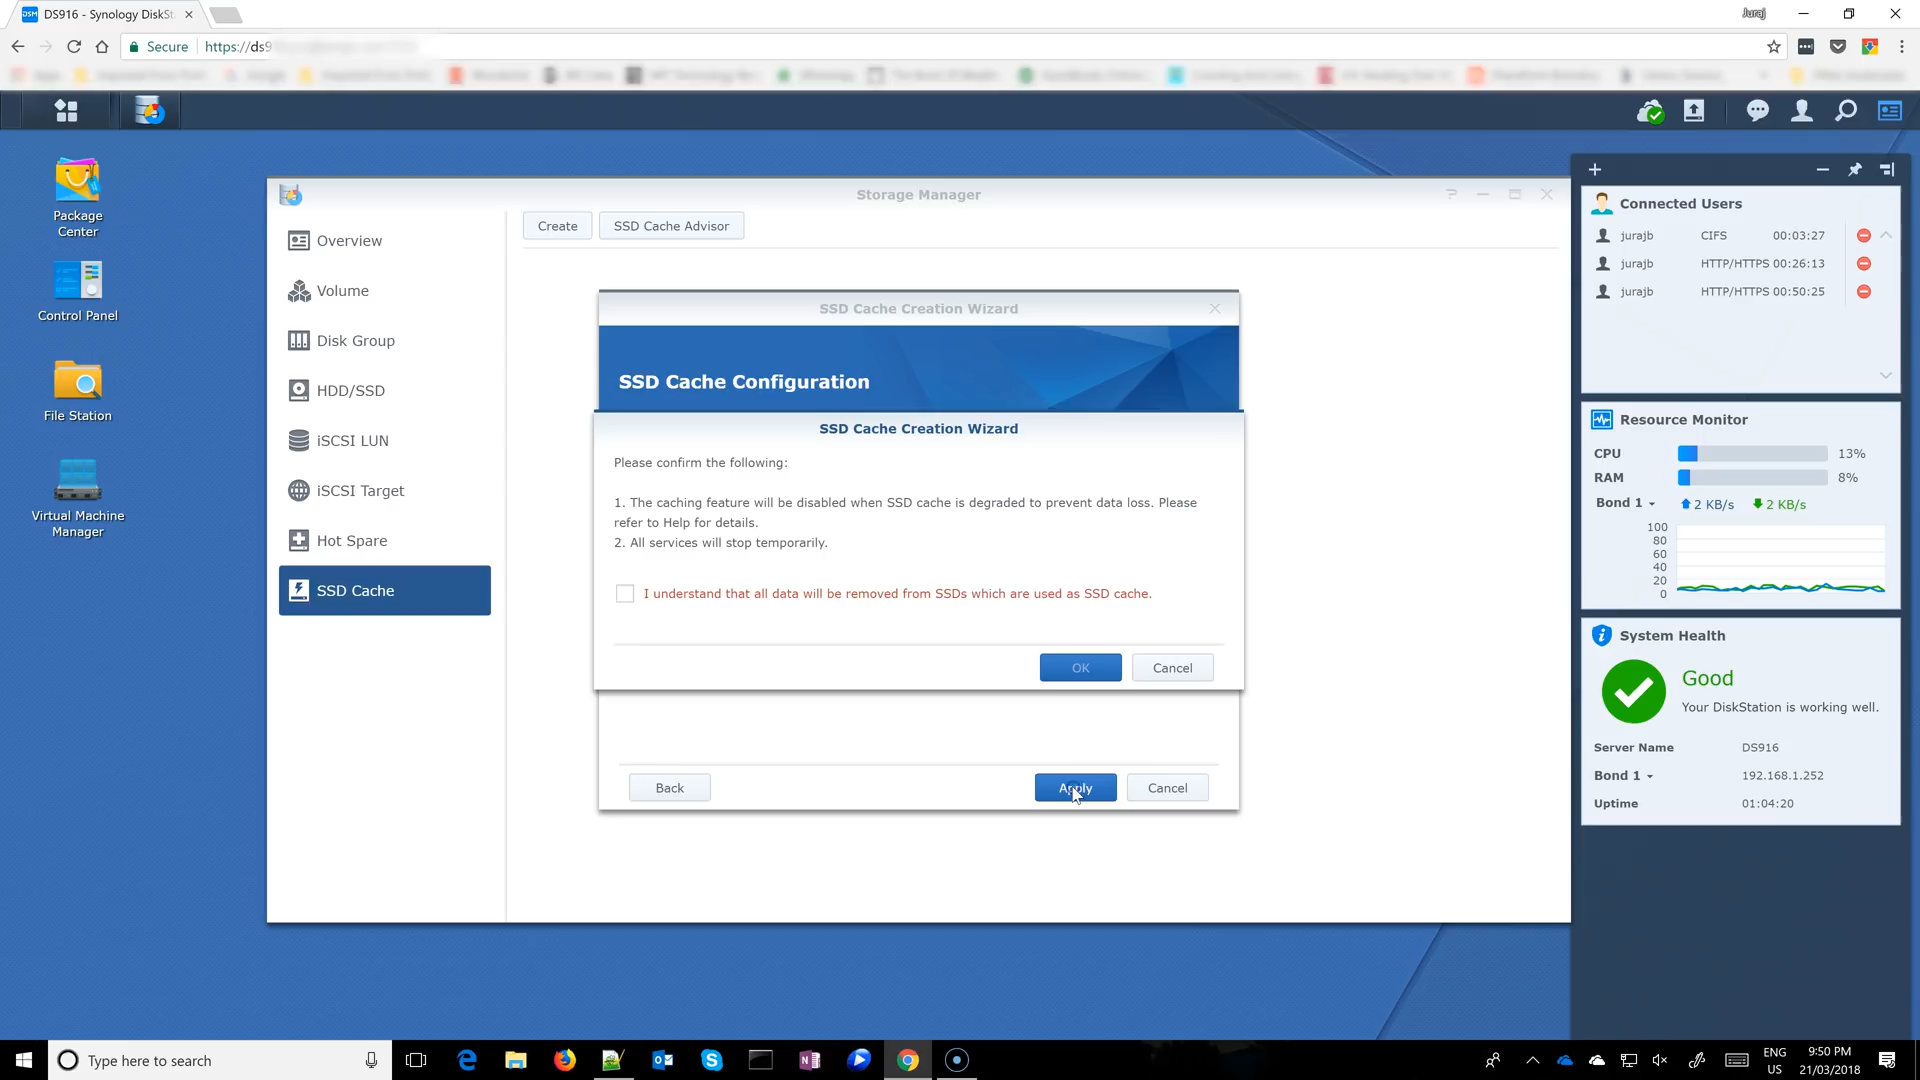 DS916 - Synology DiskSt
Juraj
Secure
https://ds9
Package
Center
Control Panel
File Station
Virtual Machine
Manager
Storage Manager
Overview
Volume
Disk Group
HDD/SSD
iSCSI LUN
iSCSI Target
Hot Spare
SSD Cache
Create
SSD Cache Advisor
SSD Cache Creation Wizard
SSD Cache Configuration
SSD Cache Creation Wizard
Please confirm the following:
1. The caching feature will be disabled when SSD cache is degraded to prevent data loss. Please
refer to Help for details.
2. All services will stop temporarily.
I understand that all data will be removed from SSDs which are used as SSD cache.
OK
Cancel
Back
Apply
Cancel
Connected Users
jurajb CIFS 00:03:27
jurajb HTTP/HTTPS 00:26:13
jurajb HTTP/HTTPS 00:50:25
Resource Monitor
CPU 13%
RAM 8%
Bond 1 2 KB/s 2 KB/s
100
80
60
40
20
0
System Health
Good
Your DiskStation is working well.
Server Name DS916
Bond 1 192.168.1.252
Uptime 01:04:20
Type here to search
ENG
US
9:50 PM
21/03/2018